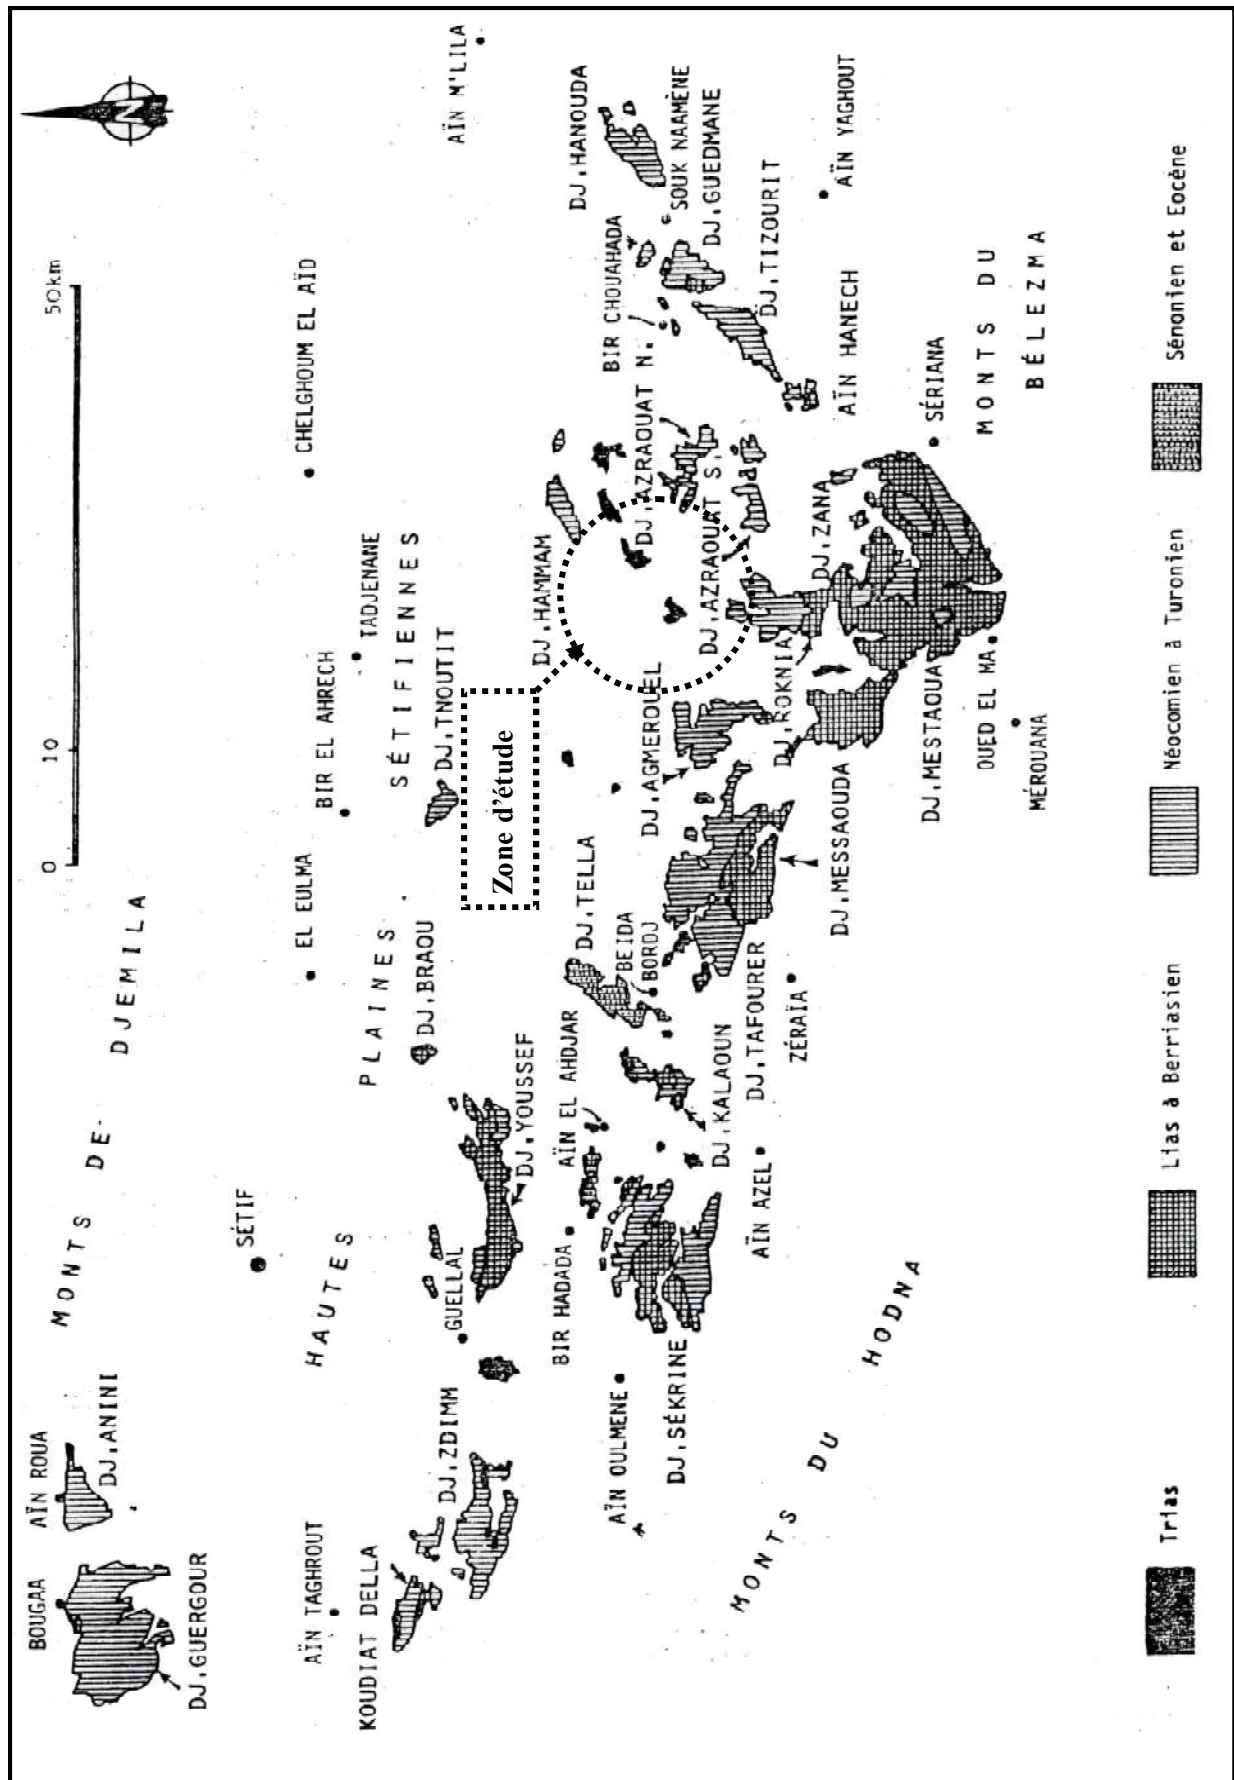 N
0 10 50km
BOUGAA
AÏN ROUA
DJ.ANINI
DJ.GUERGOUR
MONTS DE DJEMILA
SÉTIF
EL EULMA
BIR EL AHRECH
TADJENANE
CHELGHOUM EL AÏD
AÏN M'LILA
AÏN TAGHROUT
HAUTES PLAINES SÉTIFIENNES
KOUDIAT DELLA
DJ.ZDIMM
GUELLAL
DJ.YOUSSEF
DJ.BRAOU
DJ.TNOUTIT
Zone d'étude
DJ.HAMMAM
DJ.HANOUDA
BIR CHOUAHADA
SOUK NAAMÈNE
DJ.GUEDMANE
DJ.TIZOURIT
AÏN YAGHOUT
BIR HADADA
AÏN EL AHDJAR
DJ.TELLA
BEIDA
BORDJ
DJ.AGMEROUEL
DJ.AZRAOUAT N.
DJ.AZRAOUAT S.
AÏN HANECH
AÏN OULMENE
DJ.SÉKRINE
DJ.KALAOUN
AÏN AZEL
DJ.TAFOURER
ZÉRAÏA
DJ.MESSAOUDA
DJ.ROKNIA
DJ.ZANA
SÉRIANA
DJ.MESTAOUA
OUED EL MA
MÉROUANA
MONTS DU HODNA
MONTS DU
BÉLEZMA
Trias
Lias à Berriasien
Néocomien à Turonien
Sénonien et Eocène